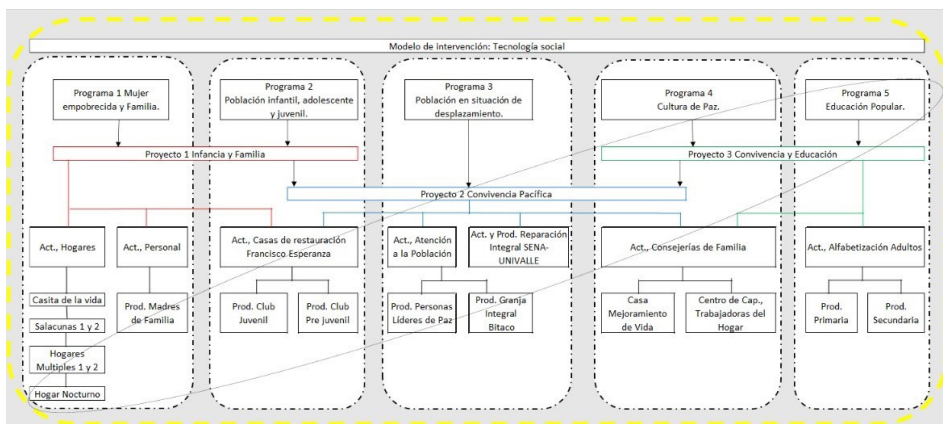 Modelo de intervención: Tecnología social
Programa 1 Mujer
empobrecida y Familia.
Programa 2
Población infantil, adolescente
y juvenil.
Programa 3
Población en situación de
desplazamiento.
Programa 4
Cultura de Paz.
Programa 5
Educación Popular.
Proyecto 1 Infancia y Familia
Proyecto 3 Convivencia y Educación
Proyecto 2 Convivencia Pacífica
Act., Hogares
Act., Personal
Act., Casas de restauración
Francisco Esperanza
Act., Atención
a la Población
Act. y Prod. Reparación
Integral SENA-
UNIVALLE
Act., Consejerías de Familia
Act., Alfabetización Adultos
Casita de la vida
Salacunas 1 y 2
Hogares
Multiples 1 y 2
Hogar Nocturno
Prod. Madres
de Familia
Prod. Club
Juvenil
Prod. Club
Pre juvenil
Prod. Personas
Líderes de Paz
Prod. Granja
Integral
Bitaco
Casa
Mejoramiento
de Vida
Centro de Cap.,
Trabajadoras del
Hogar
Prod.
Primaria
Prod.
Secundaria